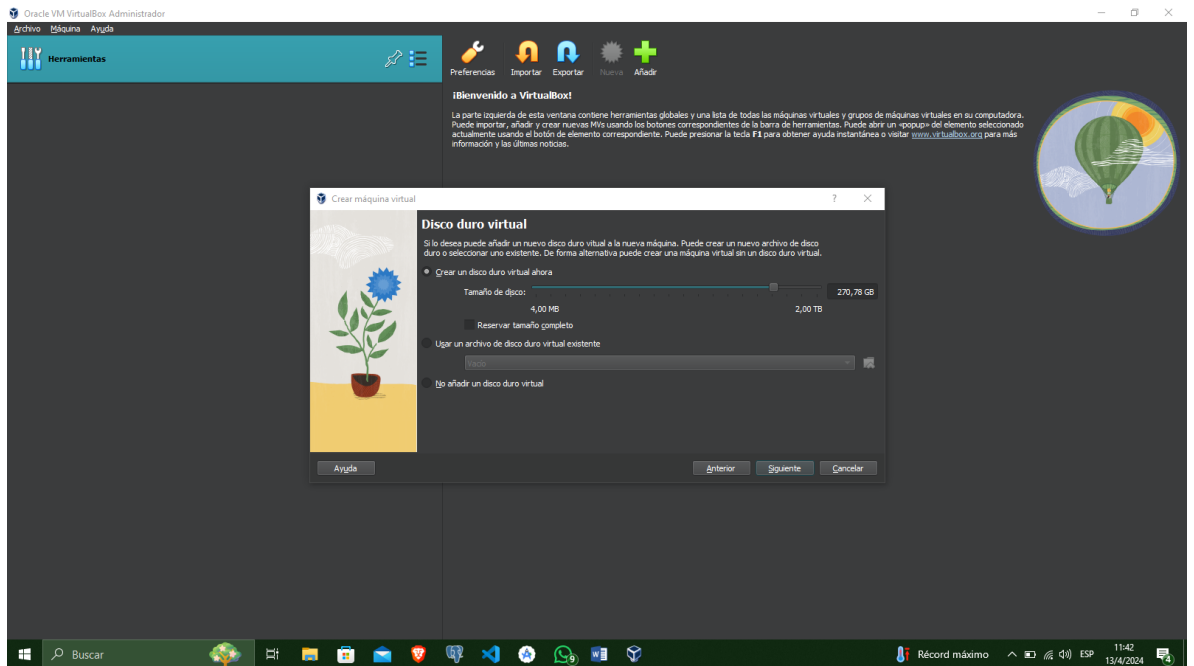 Oracle VM VirtualBox Administrador
Archivo Máquina Ayuda
Herramientas
Preferencias Importar Exportar Nueva Añadir
¡Bienvenido a VirtualBox!
La parte izquierda de esta ventana contiene herramientas globales y una lista de todas las máquinas virtuales y grupos de máquinas virtuales en su computadora.
Puede importar, añadir y crear nuevas MVs usando los botones correspondientes de la barra de herramientas. Puede abrir un «popup» del elemento seleccionado
actualmente usando el botón de elemento correspondiente. Puede presionar la tecla F1 para obtener ayuda instantánea o visitar www.virtualbox.org para más
información y las últimas noticias.
Crear máquina virtual ?
Disco duro virtual
Si lo desea puede añadir un nuevo disco duro vitual a la nueva máquina. Puede crear un nuevo archivo de disco
duro o seleccionar uno existente. De forma alternativa puede crear una máquina virtual sin un disco duro virtual.
Crear un disco duro virtual ahora
Tamaño de disco: 270,78 GB
4,00 MB 2,00 TB
Reservar tamaño completo
Usar un archivo de disco duro virtual existente
Vacío
No añadir un disco duro virtual
Ayuda Anterior Siguiente Cancelar
Buscar 9 W Récord máximo ESP 11:42
13/4/2024 4